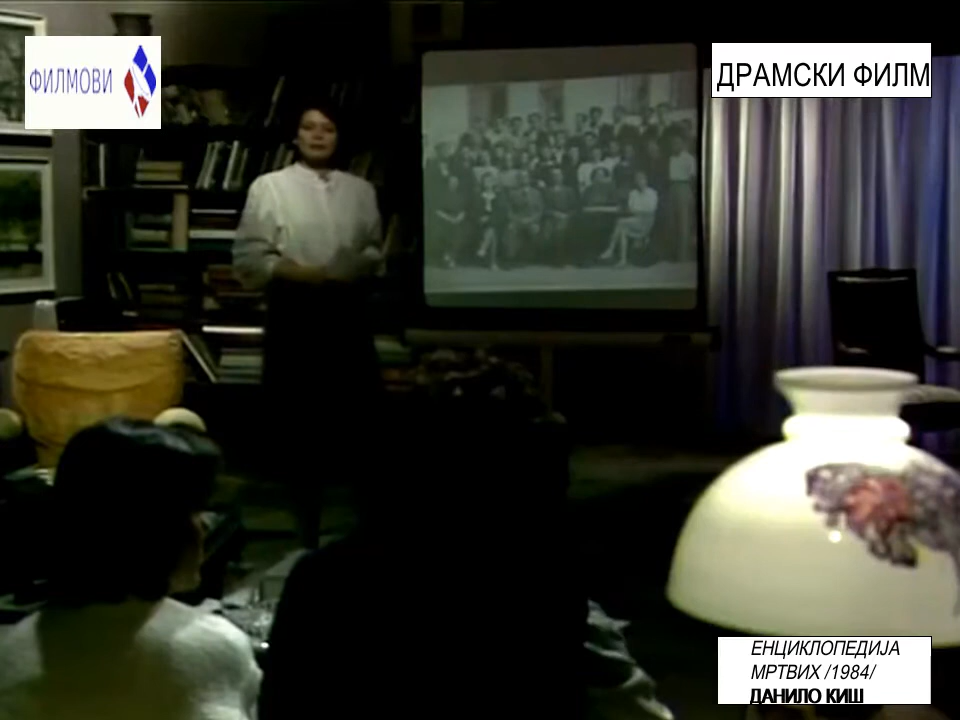 ФИЛМОВИ
ДРАМСКИ ФИЛМ
ЕНЦИКЛОПЕДИЈА
МРТВИХ /1984/
ДАНИЛО КИШ